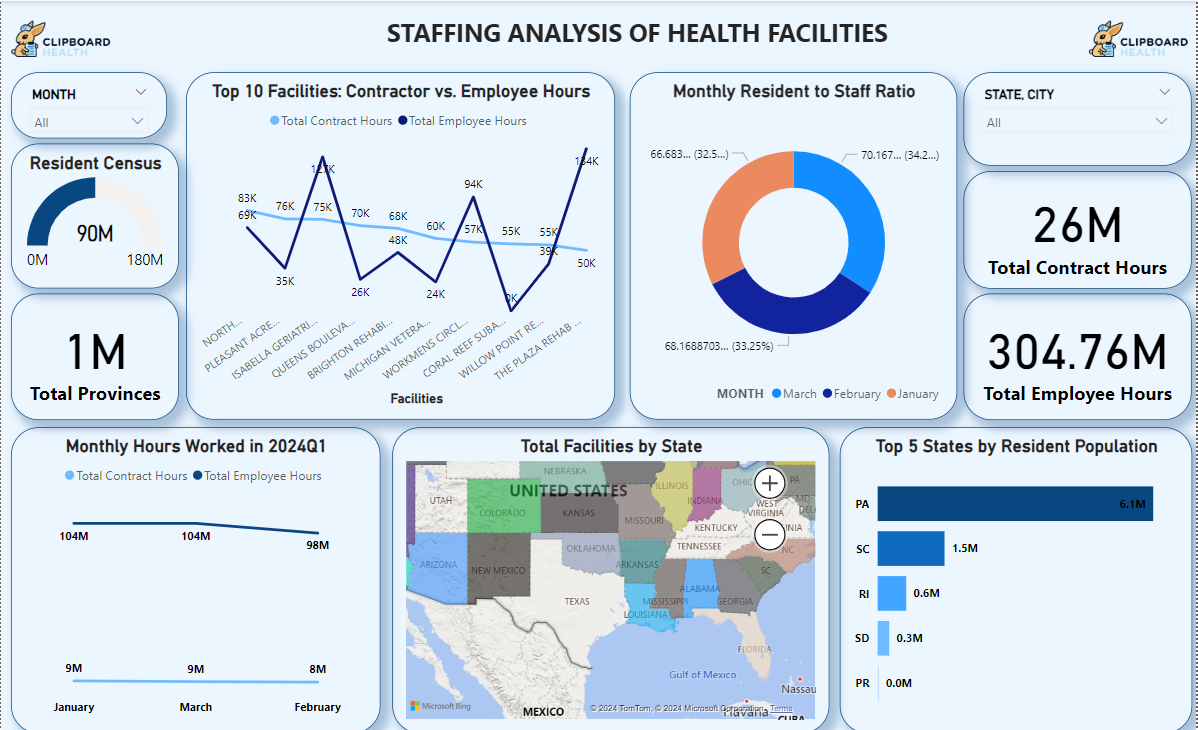 STAFFING ANALYSIS OF HEALTH FACILITIES
CLIPBOARD
HEALTH
CLIPBOARD
HEALTH
MONTH
All
Resident Census
90M
0M
180M
1M
Total Provinces
Top 10 Facilities: Contractor vs. Employee Hours
Total Contract Hours
Total Employee Hours
83K
76K
75K
70K
68K
60K
57K
55K
55K
50K
69K
35K
127K
26K
48K
24K
94K
0K
39K
134K
NORTH...
PLEASANT ACRE...
ISABELLA GERIATRI...
QUEENS BOULEVA...
BRIGHTON REHABI...
MICHIGAN VETERA...
WORKMENS CIRCL...
CORAL REEF SUBA...
WILLOW POINT RE...
THE PLAZA REHAB ...
Facilities
Monthly Resident to Staff Ratio
66.683... (32.5...)
70.167... (34.2...)
68.1688703... (33.25%)
MONTH
March
February
January
STATE, CITY
All
26M
Total Contract Hours
304.76M
Total Employee Hours
Monthly Hours Worked in 2024Q1
Total Contract Hours
Total Employee Hours
104M
104M
98M
9M
9M
8M
January
March
February
Total Facilities by State
NEBRASKA
ILLINOIS
INDIANA
OHIO
PA
UTAH
UNITED STATES
COLORADO
KANSAS
MISSOURI
WEST
VIRGINIA
MD
DEL
KENTUCKY
INIA
TENNESSEE
NC
ARIZONA
NEW MEXICO
OKLAHOMA
ARKANSAS
SC
TEXAS
MISSISSIPPI
ALABAMA
GEORGIA
LOUISIANA
FLORIDA
Gulf of Mexico
Nassau
Microsoft Bing
MEXICO
© 2024 TomTom, © 2024 Microsoft Corporation
Terms
Havana
CUBA
Top 5 States by Resident Population
PA
6.1M
SC
1.5M
RI
0.6M
SD
0.3M
PR
0.0M